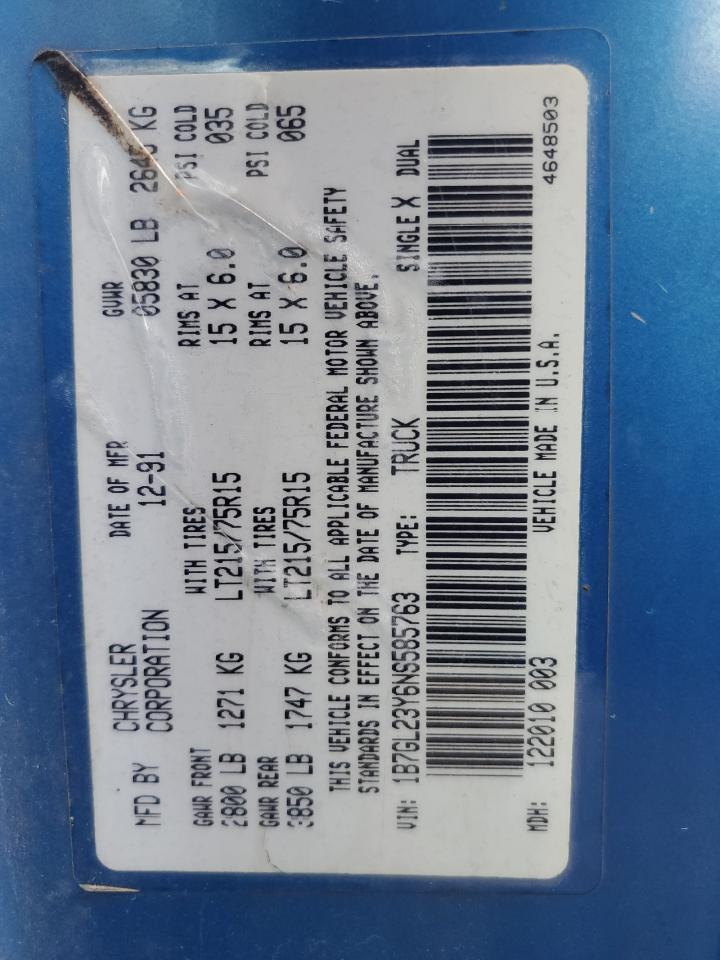 MFD BY CHRYSLER CORPORATION DATE OF MFR 12-91 GVWR 05830 LB KG
GAWR FRONT WITH TIRES RIMS AT PSI COLD
2800 LB 1271 KG LT215/75R15 15 X 6.0 035
GAWR REAR WITH TIRES RIMS AT PSI COLD
3850 LB 1747 KG LT215/75R15 15 X 6.0 065
THIS VEHICLE CONFORMS TO ALL APPLICABLE FEDERAL MOTOR VEHICLE SAFETY
STANDARDS IN EFFECT ON THE DATE OF MANUFACTURE SHOWN ABOVE.
VIN: 1B7GL23Y6NS585763 TYPE: TRUCK SINGLE X DUAL
MDH: 122010 003 VEHICLE MADE IN U.S.A. 4648503